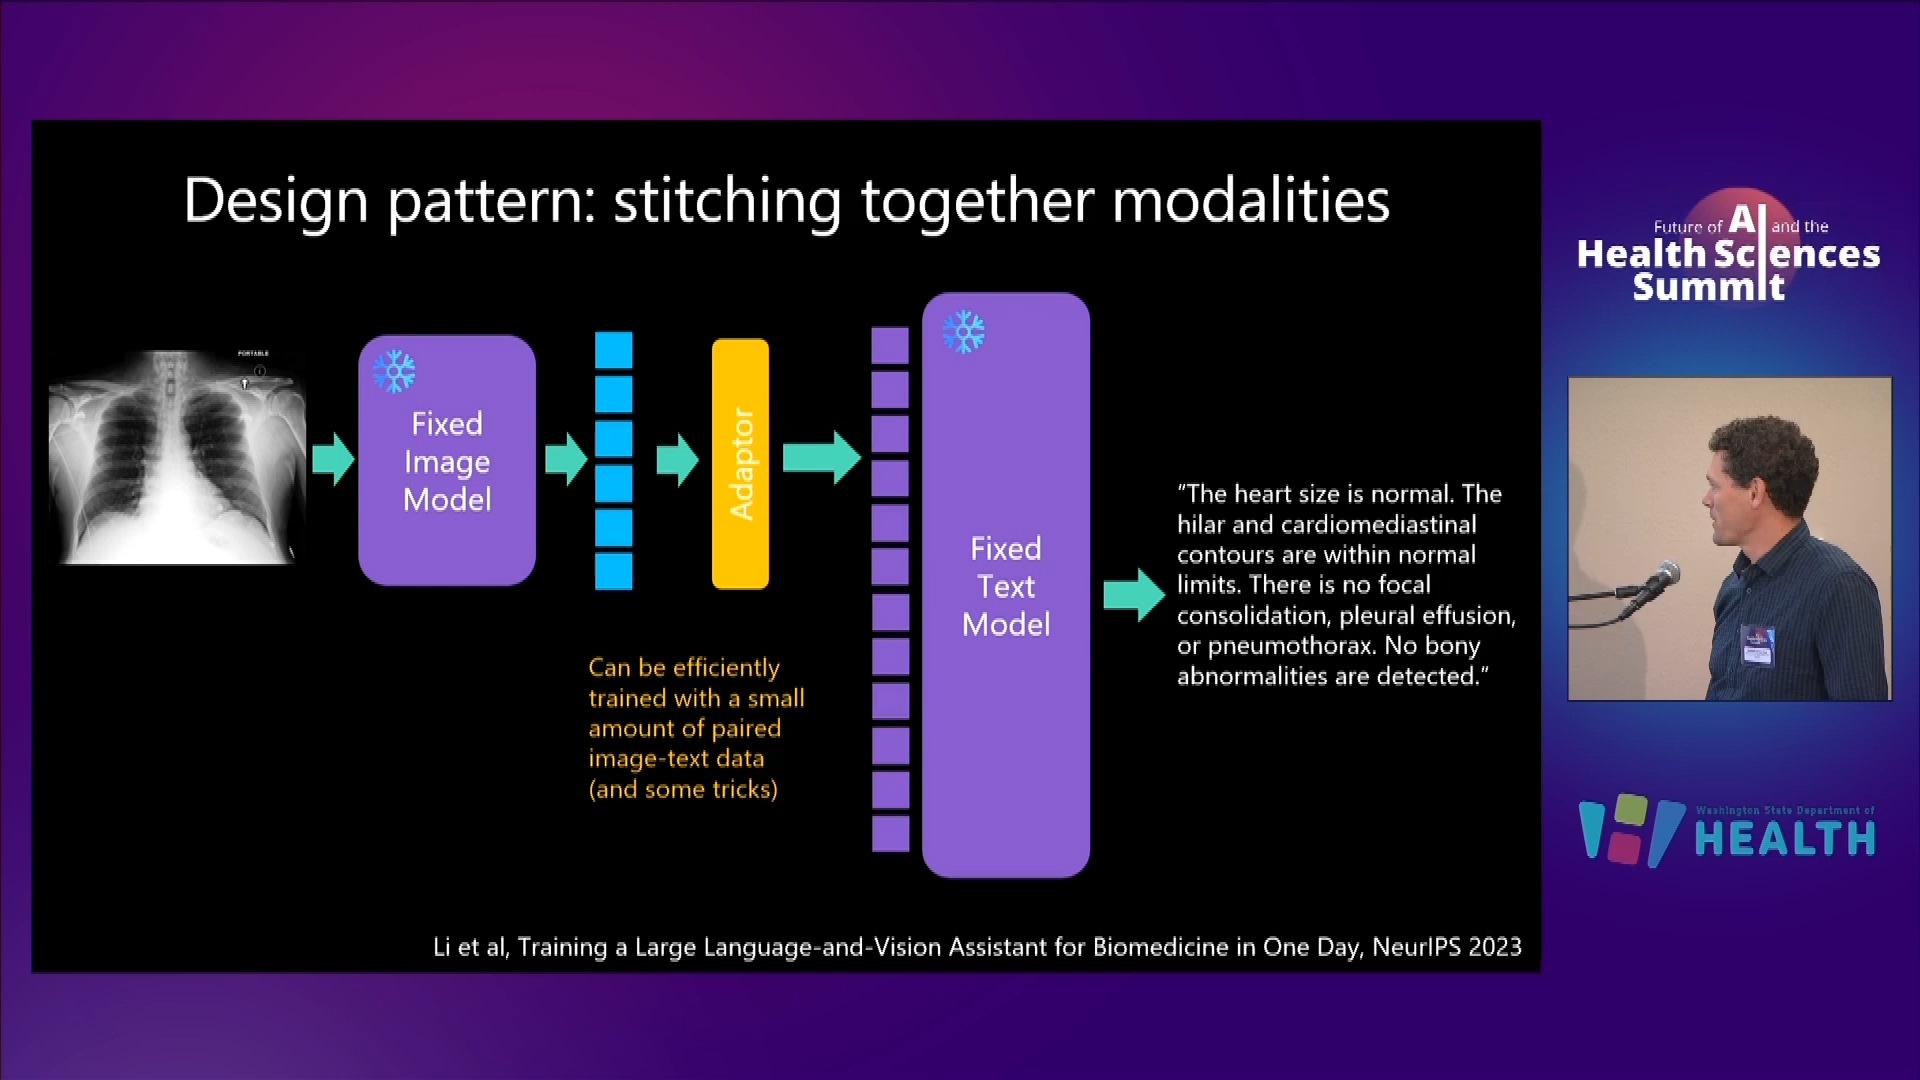 Design pattern: stitching together modalities
PORTABLE
Fixed
Image
Model
Adaptor
Can be efficiently
trained with a small
amount of paired
image-text data
(and some tricks)
Fixed
Text
Model
"The heart size is normal. The
hilar and cardiomediastinal
contours are within normal
limits. There is no focal
consolidation, pleural effusion,
or pneumothorax. No bony
abnormalities are detected."
Li et al, Training a Large Language-and-Vision Assistant for Biomedicine in One Day, NeurIPS 2023
Future of AI and the
Health Sciences
Summit
Washington State Department of
HEALTH